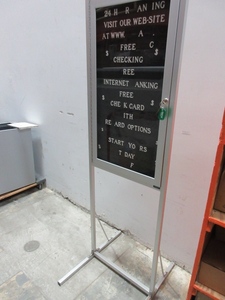 24 H R AN ING
VISIT OUR WEB-SITE
AT WWW. A
FREE C
$ $
CHECKING
REE
INTERNET ANKING
FREE
$ CHE K CARD $
ITH
RE ARD OPTIONS
$ $
START YO RS
T DAY
F